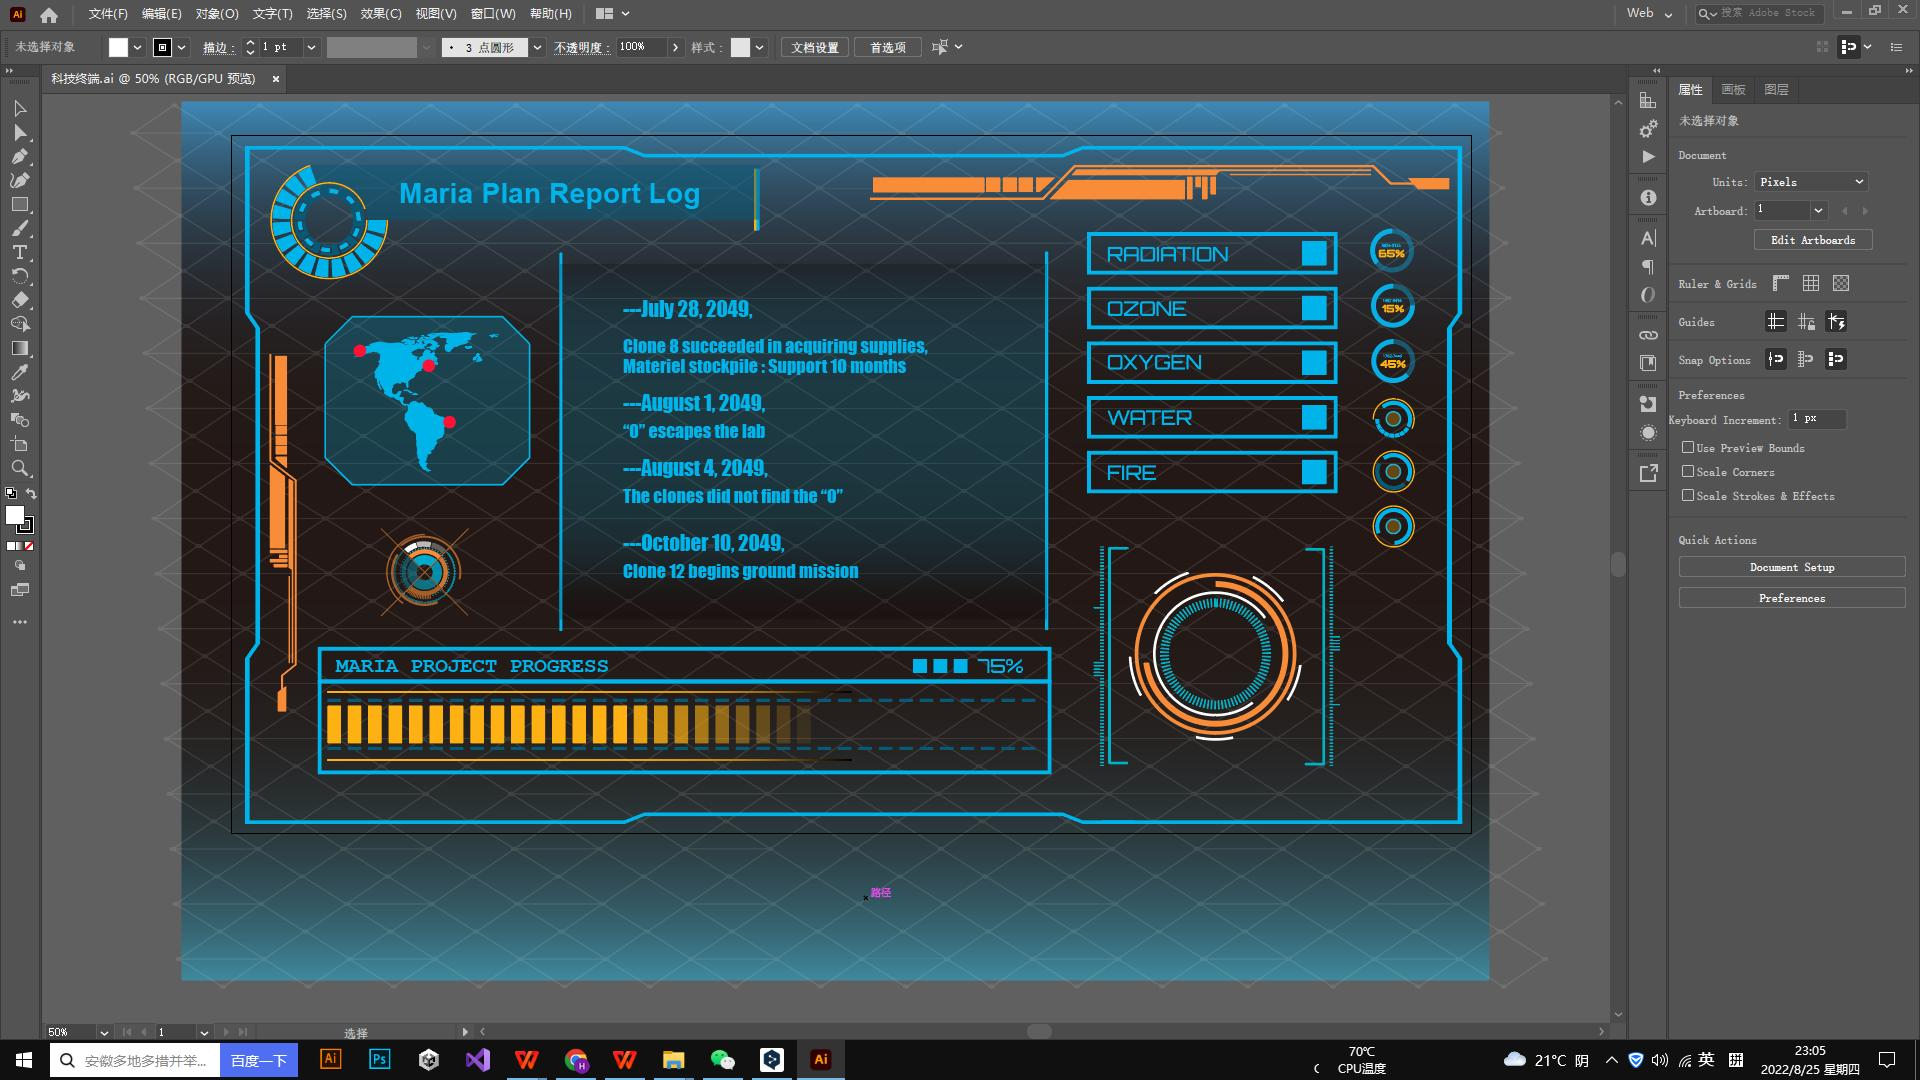 Ai
文件(F) 编辑(E) 对象(O) 文字(T) 选择(S) 效果(C) 视图(V) 窗口(W) 帮助(H)
Web 搜索 Adobe Stock
未选择对象 描边: 1 pt 3 点圆形 不透明度: 100% 样式: 文档设置 首选项
科技终端.ai @ 50% (RGB/GPU 预览)
属性 画板 图层
未选择对象
Document
Units: Pixels
Artboard: 1
Edit Artboards
Ruler & Grids
Guides
Snap Options
Preferences
Keyboard Increment: 1 px
Use Preview Bounds
Scale Corners
Scale Strokes & Effects
Quick Actions
Document Setup
Preferences
Maria Plan Report Log
---July 28, 2049,
Clone 8 succeeded in acquiring supplies,
Materiel stockpile : Support 10 months
---August 1, 2049,
“0” escapes the lab
---August 4, 2049,
The clones did not find the “0”
---October 10, 2049,
Clone 12 begins ground mission
RADIATION 65%
OZONE 15%
OXYGEN 45%
WATER
FIRE
MARIA PROJECT PROGRESS 75%
路径
50% 1 选择
安徽多地多措并举... 百度一下
Ai Ps Ai
70℃
CPU温度
21°C 阴 英
23:05
2022/8/25 星期四